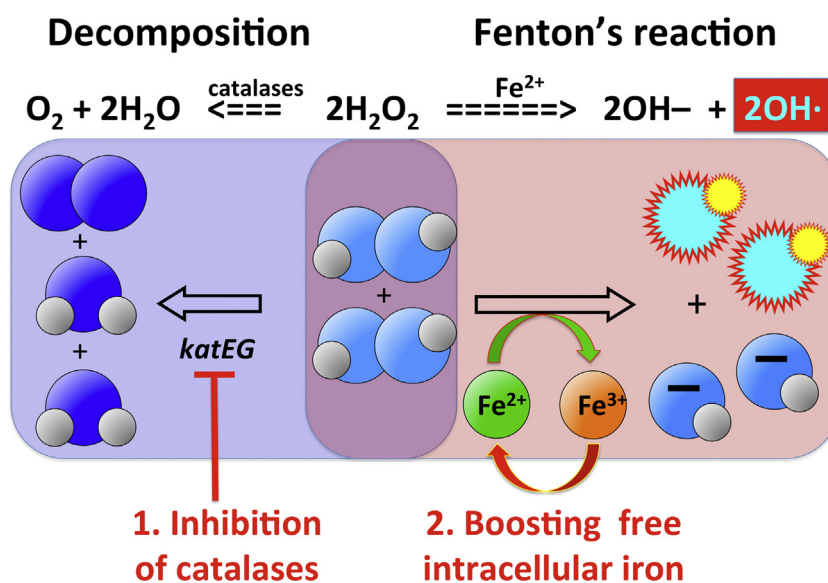 Decomposition Fenton's reaction
O₂ + 2H₂O <=== catalases 2H₂O₂ ======> Fe²⁺ 2OH– + 2OH·
+
+
katEG
+
+
Fe²⁺ Fe³⁺
– –
1. Inhibition
of catalases
2. Boosting free
intracellular iron